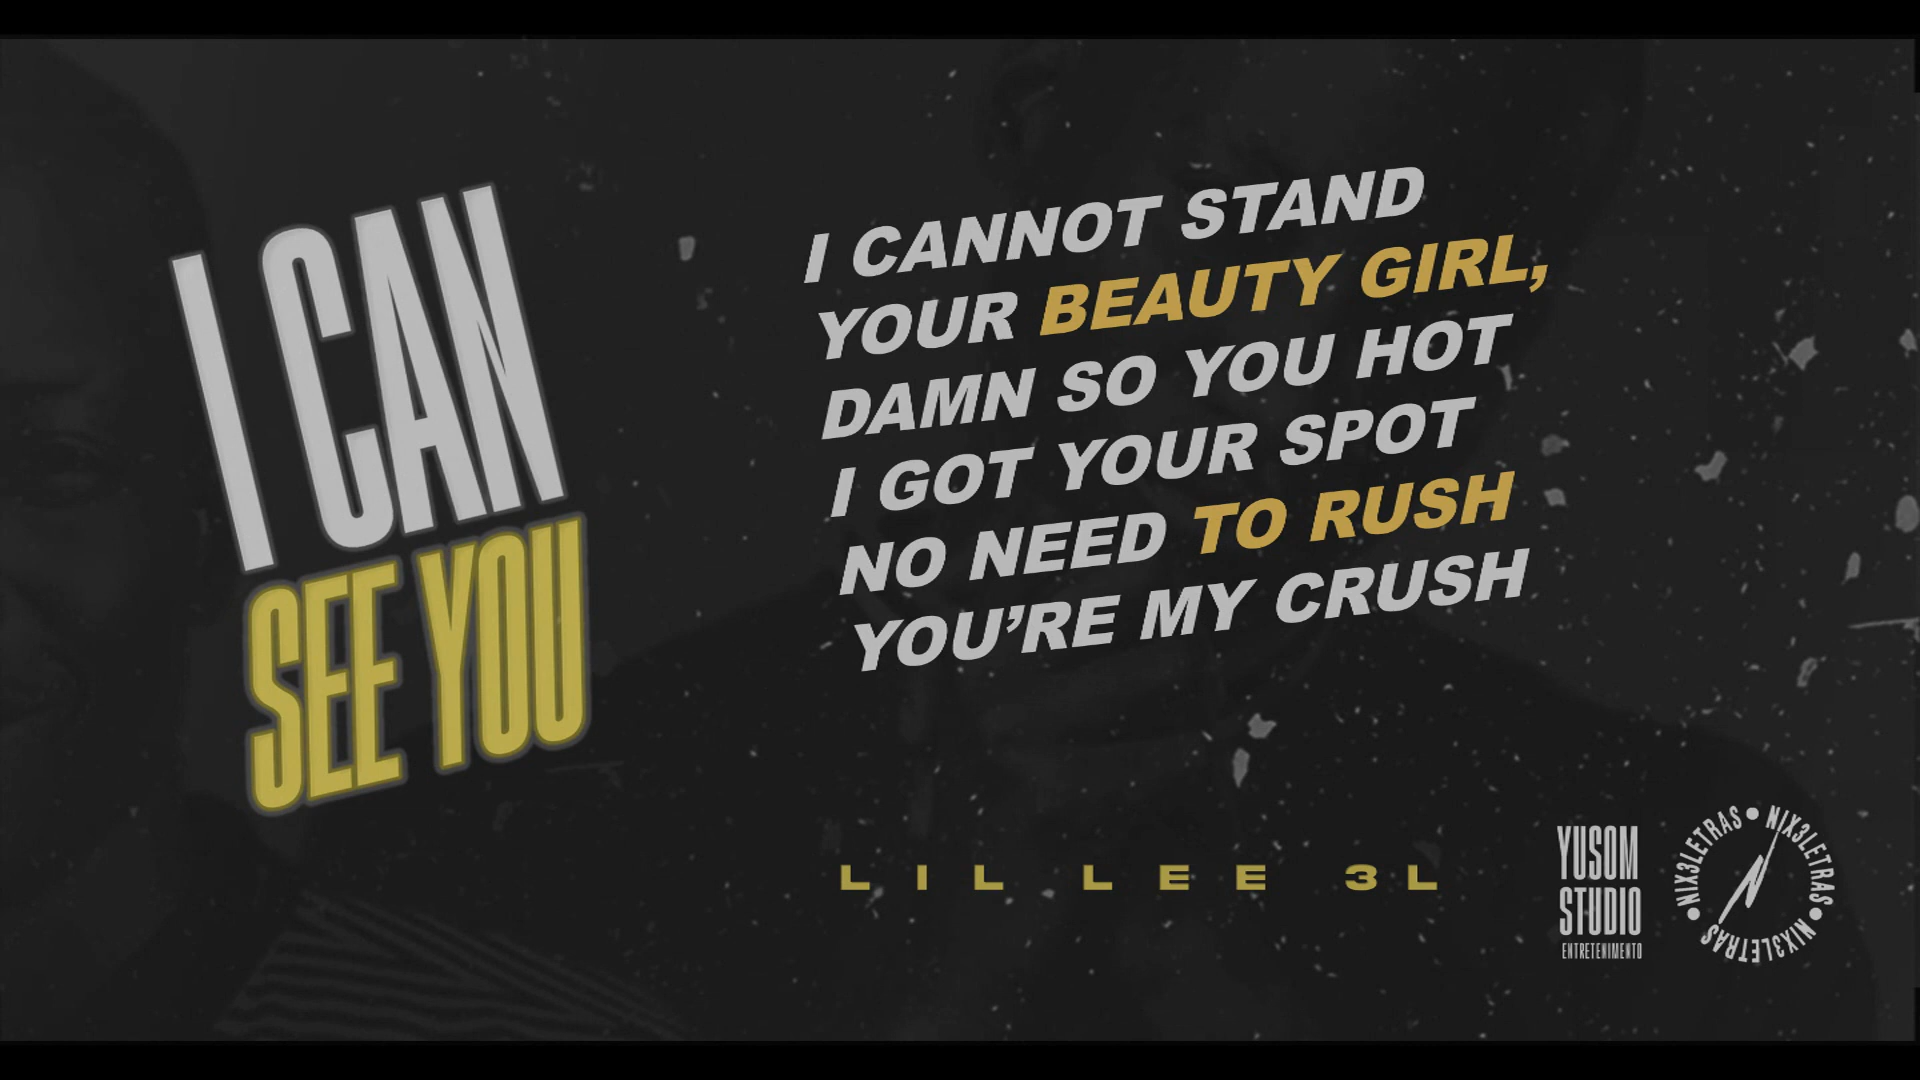 I CAN
SEE YOU
I CANNOT STAND
YOUR BEAUTY GIRL,
DAMN SO YOU HOT
I GOT YOUR SPOT
NO NEED TO RUSH
YOU’RE MY CRUSH
LIL LEE 3L
YUSOM
STUDIO
ENTRETENIMENTO
NIX3LETRAS • NIX3LETRAS • NIX3LETRAS •